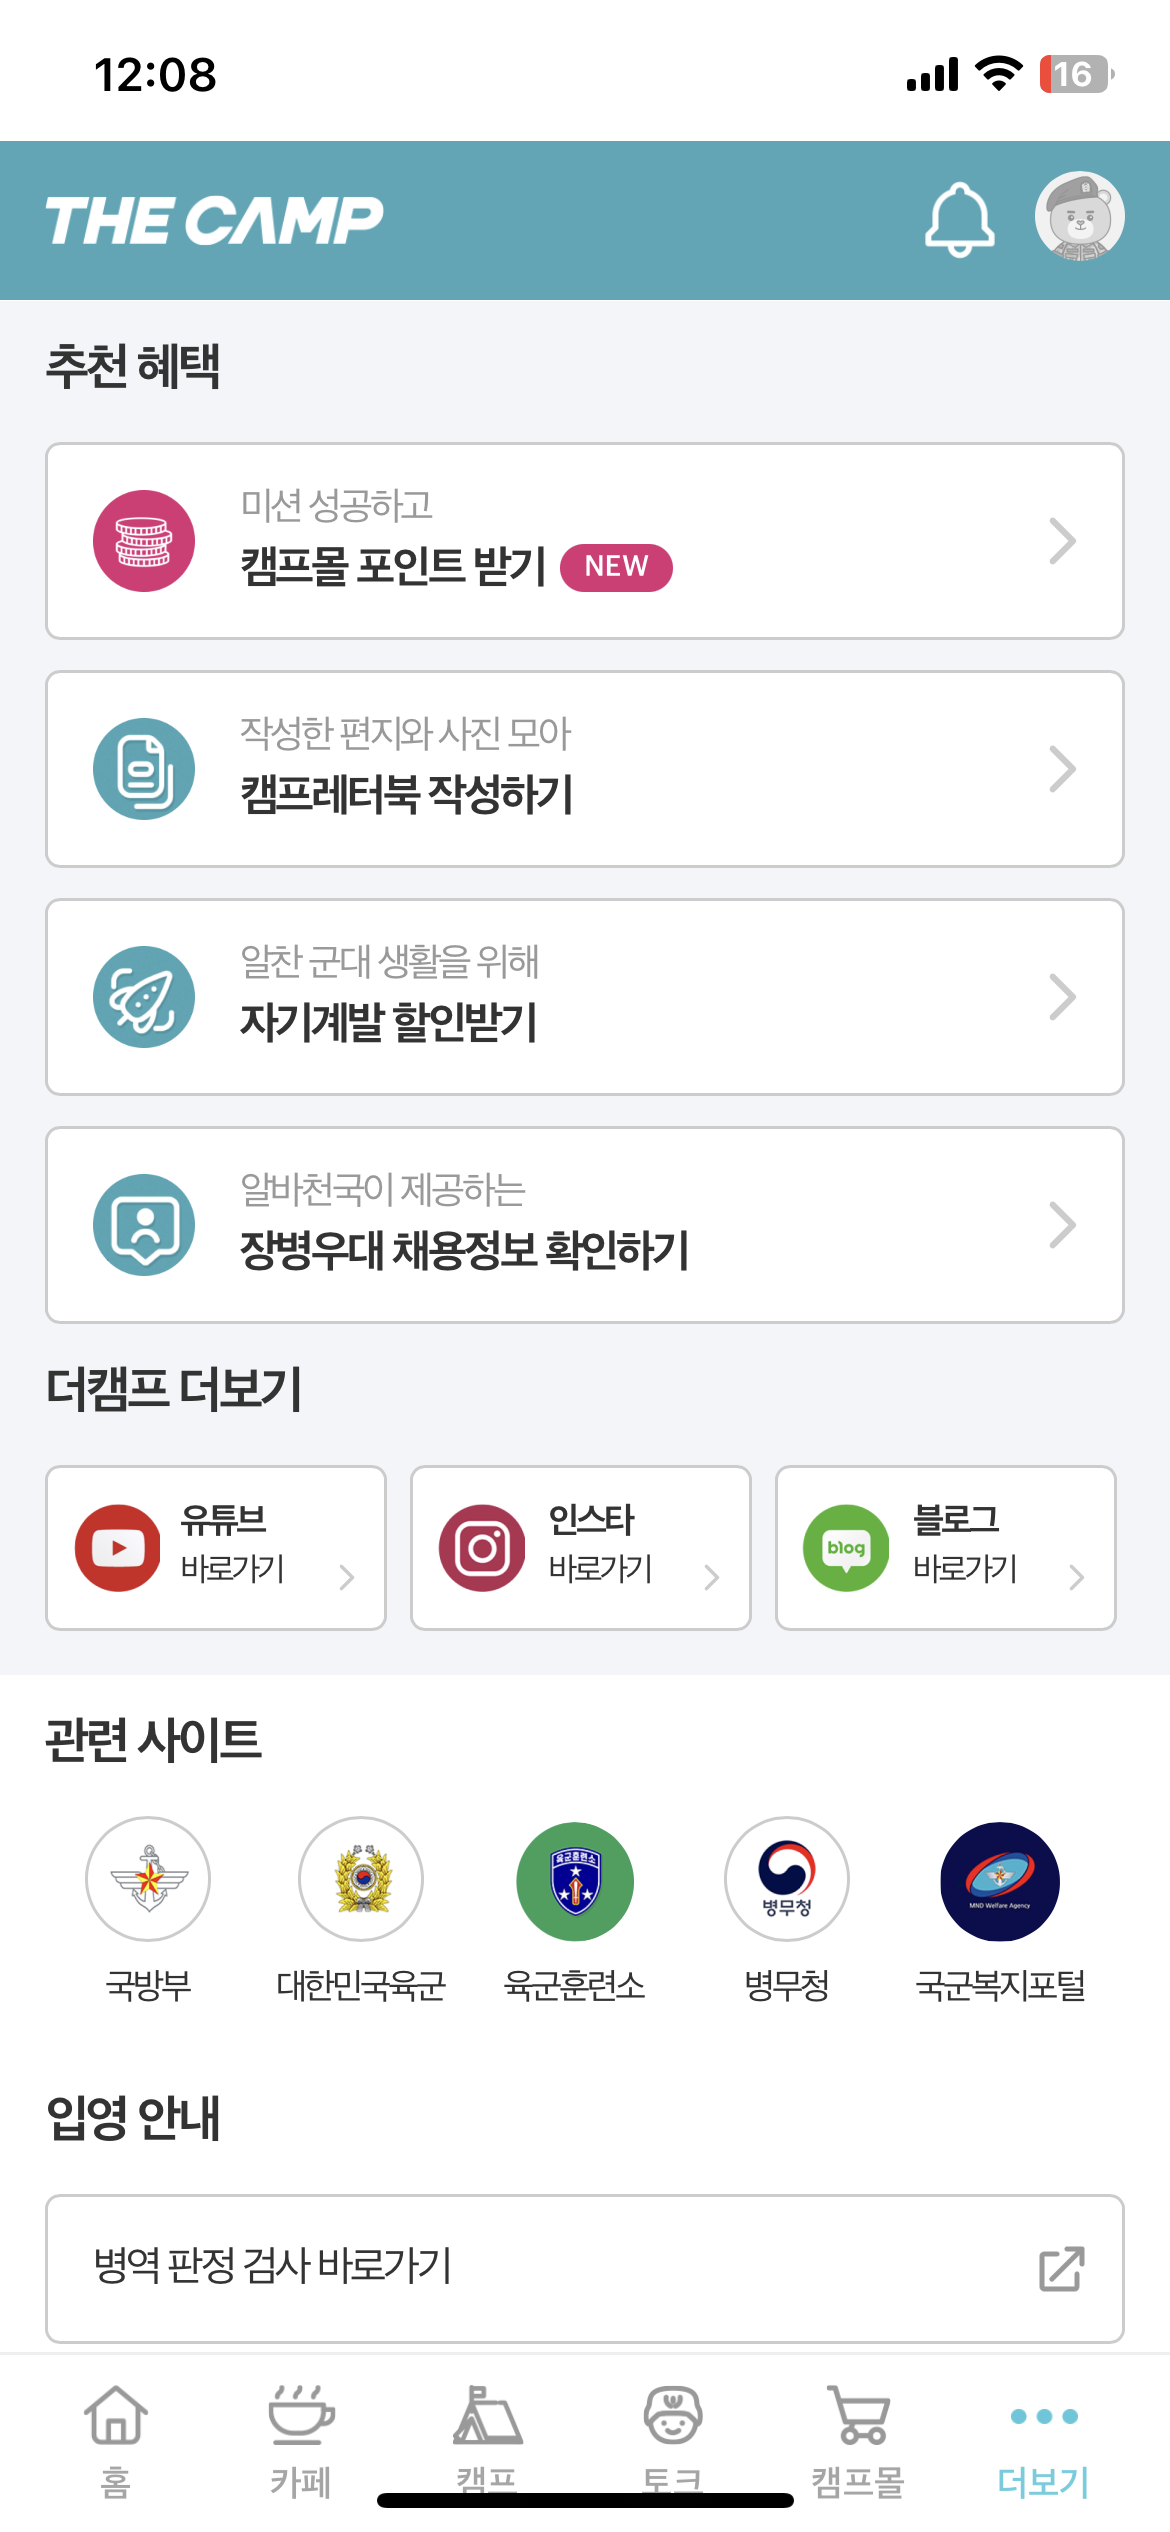 12:08
16
THE CAMP
추천 혜택
미션 성공하고
캠프몰 포인트 받기 NEW
작성한 편지와 사진 모아
캠프레터북 작성하기
알찬 군대 생활을 위해
자기계발 할인받기
알바천국이 제공하는
장병우대 채용정보 확인하기
더캠프 더보기
유튜브
바로가기
인스타
바로가기
blog
블로그
바로가기
관련 사이트
육군훈련소
병무청
MND Welfare Agency
국방부
대한민국육군
육군훈련소
병무청
국군복지포털
입영 안내
병역 판정 검사 바로가기
홈
카페
캠프
토크
캠프몰
더보기